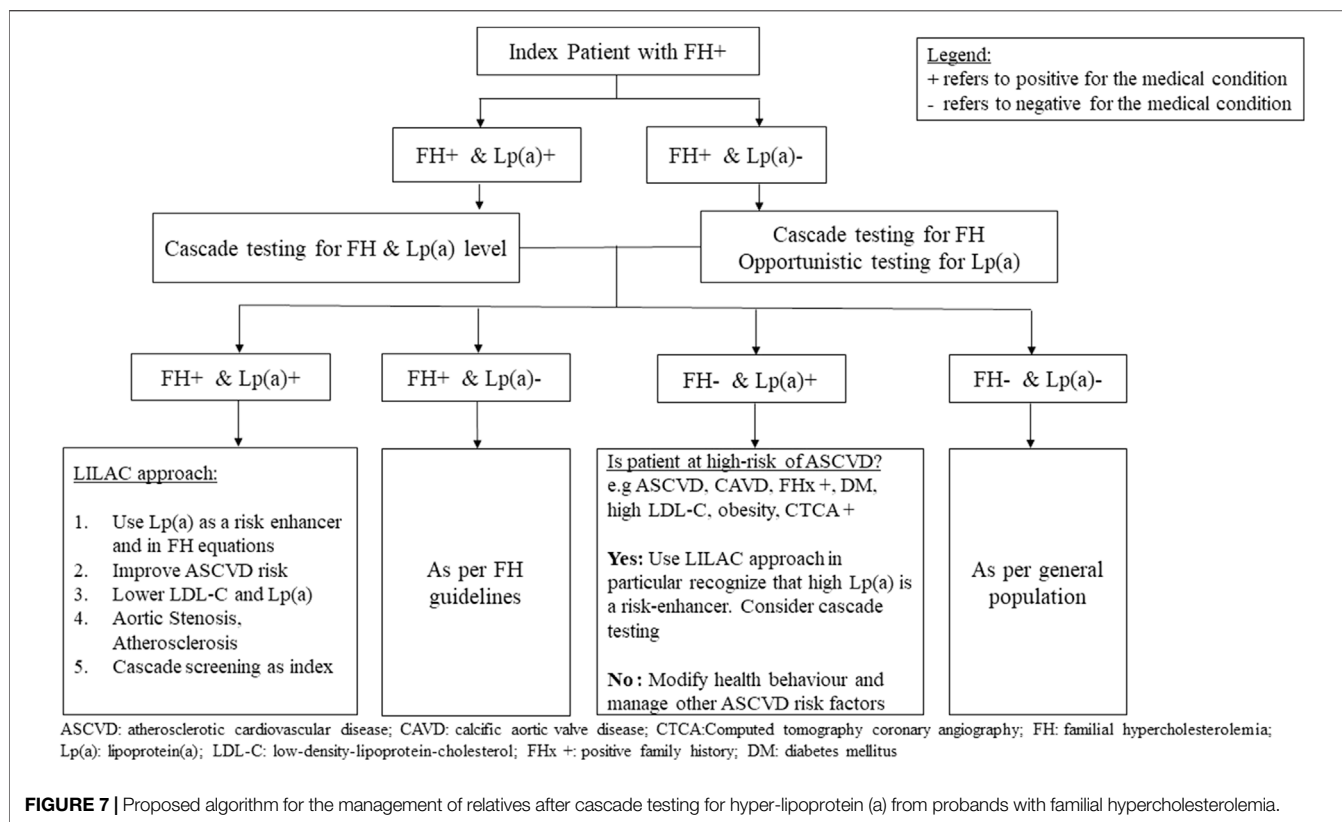 Index Patient with FH+
Legend:
+ refers to positive for the medical condition
- refers to negative for the medical condition
FH+ & Lp(a)+
FH+ & Lp(a)-
Cascade testing for FH & Lp(a) level
Cascade testing for FH
Opportunistic testing for Lp(a)
FH+ & Lp(a)+
FH+ & Lp(a)-
FH- & Lp(a)+
FH- & Lp(a)-
LILAC approach:
1. Use Lp(a) as a risk enhancer
and in FH equations
2. Improve ASCVD risk
3. Lower LDL-C and Lp(a)
4. Aortic Stenosis,
Atherosclerosis
5. Cascade screening as index
As per FH
guidelines
Is patient at high-risk of ASCVD?
e.g ASCVD, CAVD, FHx +, DM,
high LDL-C, obesity, CTCA +
Yes: Use LILAC approach in
particular recognize that high Lp(a) is
a risk-enhancer. Consider cascade
testing
No : Modify health behaviour and
manage other ASCVD risk factors
As per general
population
ASCVD: atherosclerotic cardiovascular disease; CAVD: calcific aortic valve disease; CTCA:Computed tomography coronary angiography; FH: familial hypercholesterolemia;
Lp(a): lipoprotein(a); LDL-C: low-density-lipoprotein-cholesterol; FHx +: positive family history; DM: diabetes mellitus
FIGURE 7 | Proposed algorithm for the management of relatives after cascade testing for hyper-lipoprotein (a) from probands with familial hypercholesterolemia.